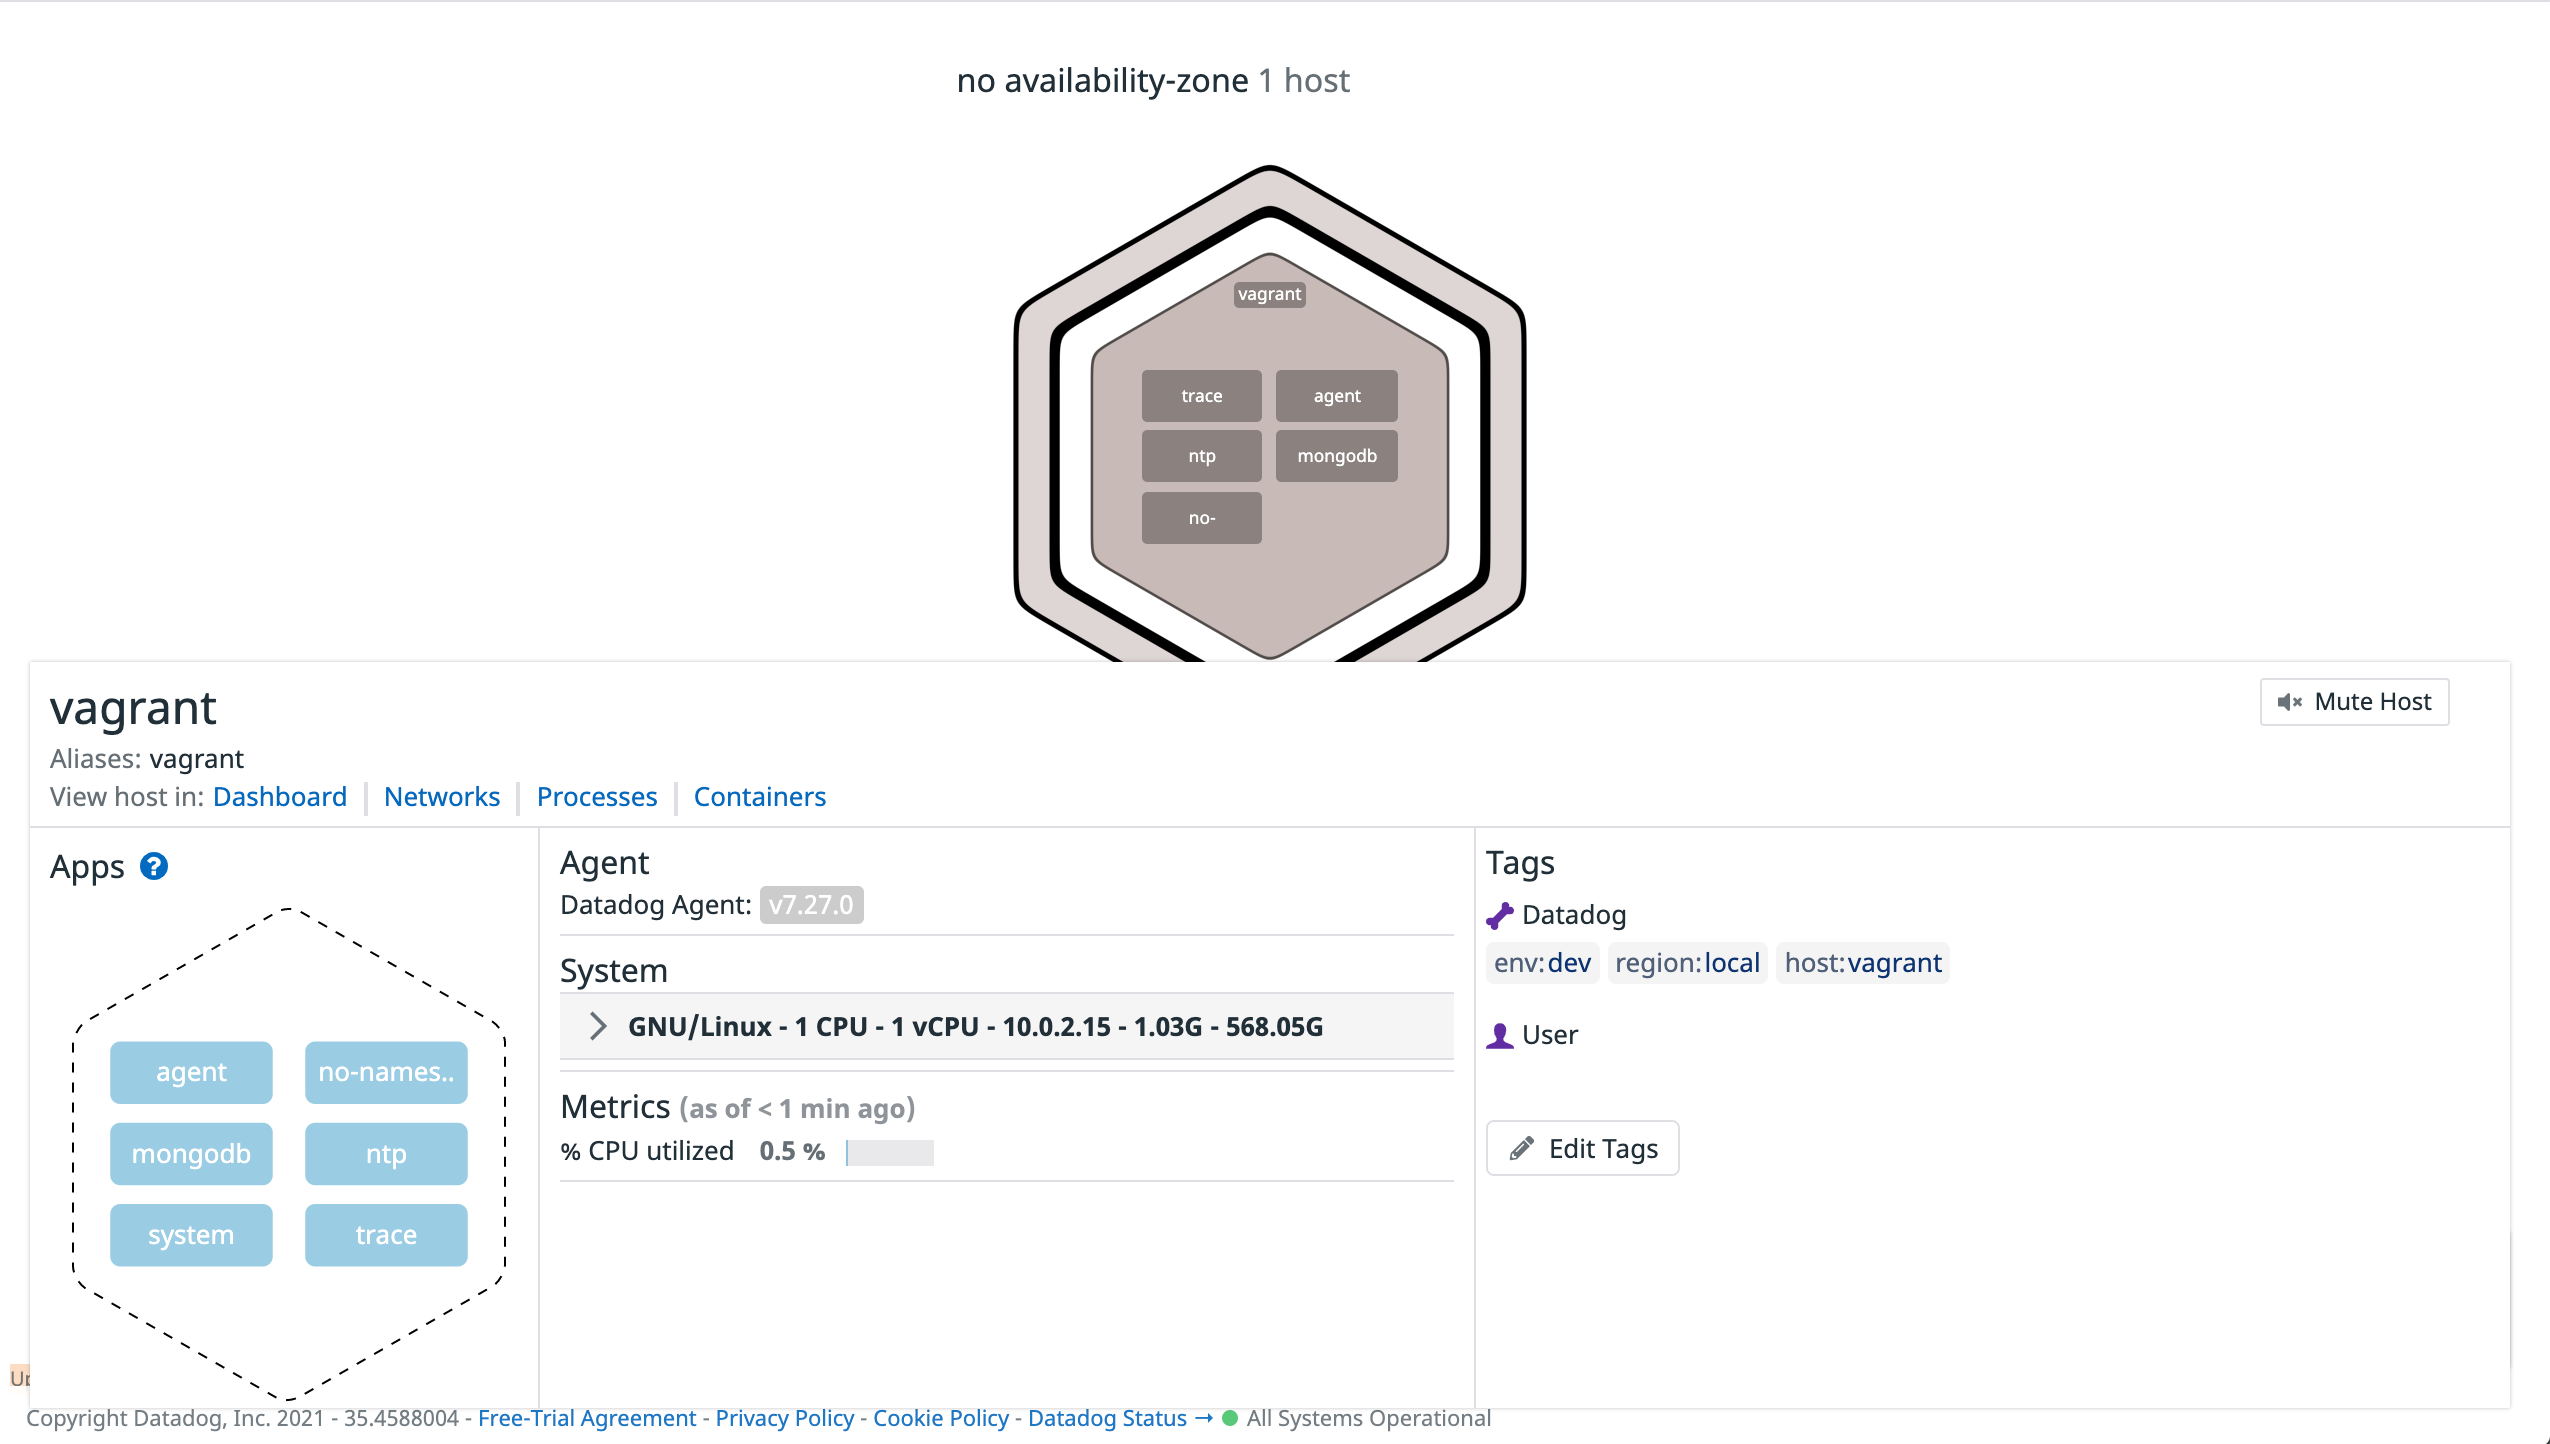 no availability-zone 1 host
vagrant
trace agent
ntp mongodb
no-
vagrant
Mute Host
Aliases: vagrant
View host in: Dashboard | Networks | Processes | Containers
Apps ?
agent no-names..
mongodb ntp
system trace
Agent
Datadog Agent: v7.27.0
System
GNU/Linux - 1 CPU - 1 vCPU - 10.0.2.15 - 1.03G - 568.05G
Metrics (as of < 1 min ago)
% CPU utilized 0.5 %
Tags
Datadog
env:dev region:local host:vagrant
User
Edit Tags
Copyright Datadog, Inc. 2021 - 35.4588004 - Free-Trial Agreement - Privacy Policy - Cookie Policy - Datadog Status → All Systems Operational